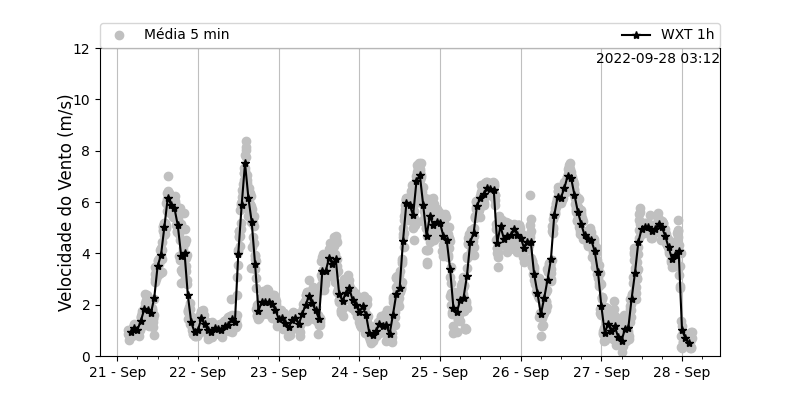 Média 5 min
WXT 1h
2022-09-28 03:12
Velocidade do Vento (m/s)
12
10
8
6
4
2
0
21 - Sep
22 - Sep
23 - Sep
24 - Sep
25 - Sep
26 - Sep
27 - Sep
28 - Sep